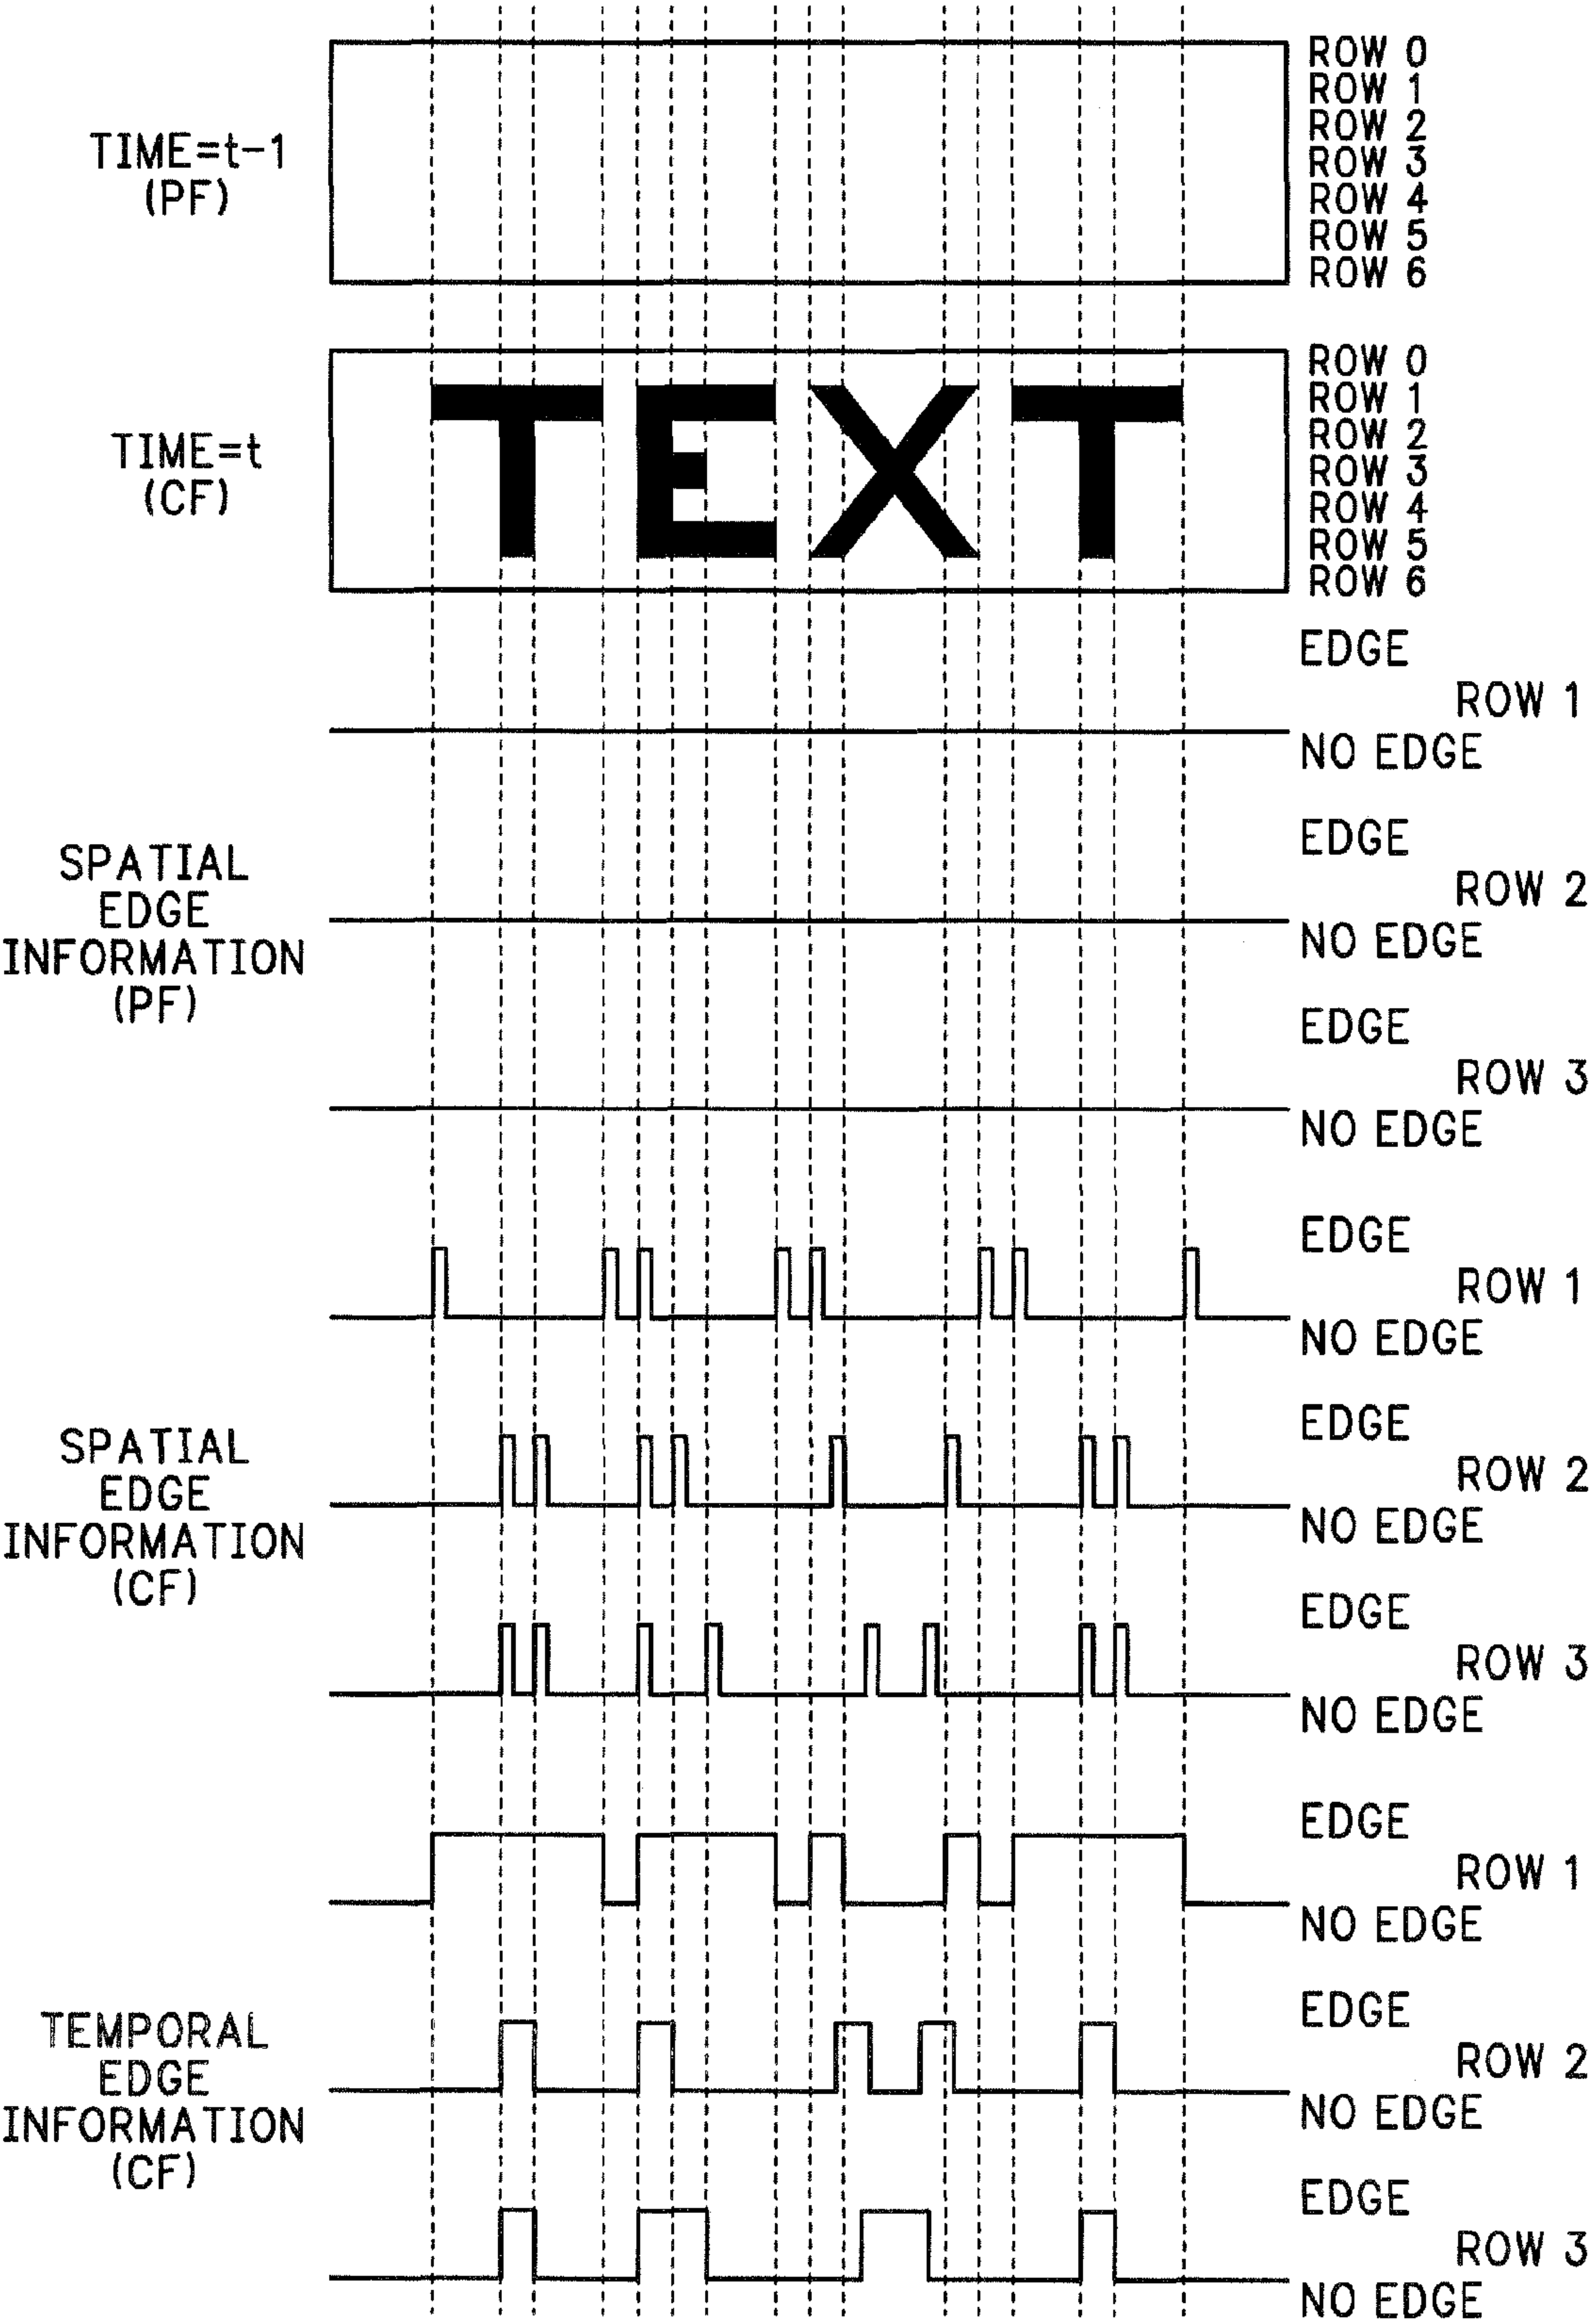 TIME=t-1
(PF)
ROW 0
ROW 1
ROW 2
ROW 3
ROW 4
ROW 5
ROW 6
TIME=t
(CF)
TEXT
ROW 0
ROW 1
ROW 2
ROW 3
ROW 4
ROW 5
ROW 6
SPATIAL
EDGE
INFORMATION
(PF)
EDGE
ROW 1
NO EDGE
EDGE
ROW 2
NO EDGE
EDGE
ROW 3
NO EDGE
SPATIAL
EDGE
INFORMATION
(CF)
EDGE
ROW 1
NO EDGE
EDGE
ROW 2
NO EDGE
EDGE
ROW 3
NO EDGE
TEMPORAL
EDGE
INFORMATION
(CF)
EDGE
ROW 1
NO EDGE
EDGE
ROW 2
NO EDGE
EDGE
ROW 3
NO EDGE